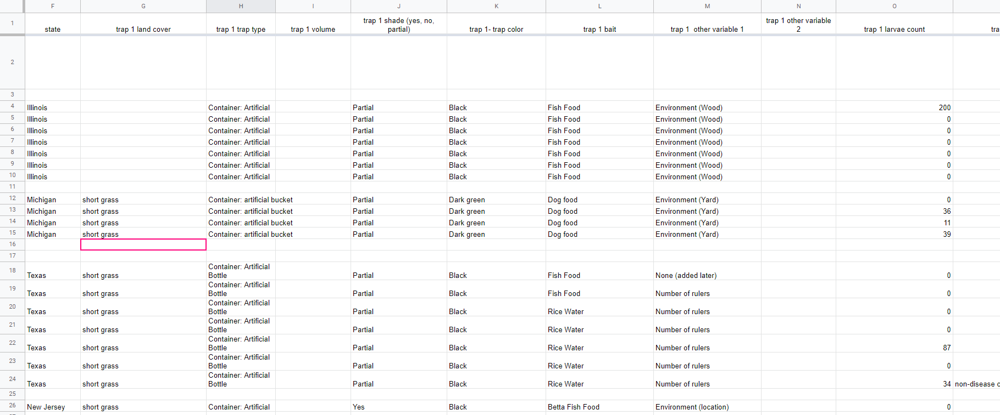 F G H I J K L M N O
1 state trap 1 land cover trap 1 trap type trap 1 volume trap 1 shade (yes, no, partial) trap 1- trap color trap 1 bait trap 1  other variable 1 trap 1 other variable 2 trap 1 larvae count tra
2
3
4 Illinois Container: Artificial Partial Black Fish Food Environment (Wood) 200
5 Illinois Container: Artificial Partial Black Fish Food Environment (Wood) 0
6 Illinois Container: Artificial Partial Black Fish Food Environment (Wood) 0
7 Illinois Container: Artificial Partial Black Fish Food Environment (Wood) 0
8 Illinois Container: Artificial Partial Black Fish Food Environment (Wood) 0
9 Illinois Container: Artificial Partial Black Fish Food Environment (Wood) 0
10 Illinois Container: Artificial Partial Black Fish Food Environment (Wood) 0
11
12 Michigan short grass Container: artificial bucket Partial Dark green Dog food Environment (Yard) 0
13 Michigan short grass Container: artificial bucket Partial Dark green Dog food Environment (Yard) 36
14 Michigan short grass Container: artificial bucket Partial Dark green Dog food Environment (Yard) 11
15 Michigan short grass Container: artificial bucket Partial Dark green Dog food Environment (Yard) 39
16
17
18 Texas short grass Container: Artificial Bottle Partial Black Fish Food None (added later) 0
19 Texas short grass Container: Artificial Bottle Partial Black Fish Food Number of rulers 0
20 Texas short grass Container: Artificial Bottle Partial Black Rice Water Number of rulers 0
21 Texas short grass Container: Artificial Bottle Partial Black Rice Water Number of rulers 0
22 Texas short grass Container: Artificial Bottle Partial Black Rice Water Number of rulers 87
23 Texas short grass Container: Artificial Bottle Partial Black Rice Water Number of rulers 0
24 Texas short grass Container: Artificial Bottle Partial Black Rice Water Number of rulers 34 non-disease c
25
26 New Jersey short grass Container: Artificial Yes Black Betta Fish Food Environment (location) 0